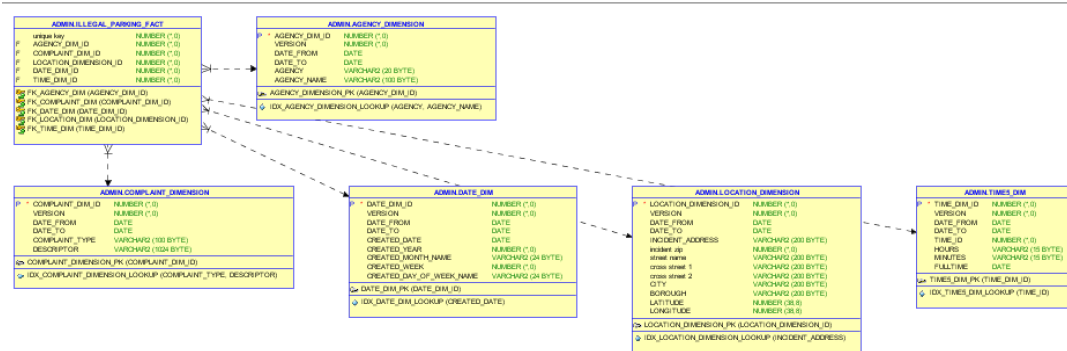 ADMIN.ILLEGAL_PARKING_FACT
unique key NUMBER (*,0)
F AGENCY_DIM_ID NUMBER (*,0)
F COMPLAINT_DIM_ID NUMBER (*,0)
F LOCATION_DIMENSION_ID NUMBER (*,0)
F DATE_DIM_ID NUMBER (*,0)
F TIME_DIM_ID NUMBER (*,0)
FK_AGENCY_DIM (AGENCY_DIM_ID)
FK_COMPLAINT_DIM (COMPLAINT_DIM_ID)
FK_DATE_DIM (DATE_DIM_ID)
FK_LOCATION_DIM (LOCATION_DIMENSION_ID)
FK_TIME_DIM (TIME_DIM_ID)
ADMIN.AGENCY_DIMENSION
P * AGENCY_DIM_ID NUMBER (*,0)
VERSION NUMBER (*,0)
DATE_FROM DATE
DATE_TO DATE
AGENCY VARCHAR2 (20 BYTE)
AGENCY_NAME VARCHAR2 (100 BYTE)
AGENCY_DIMENSION_PK (AGENCY_DIM_ID)
IDX_AGENCY_DIMENSION_LOOKUP (AGENCY, AGENCY_NAME)
ADMIN.COMPLAINT_DIMENSION
P * COMPLAINT_DIM_ID NUMBER (*,0)
VERSION NUMBER (*,0)
DATE_FROM DATE
DATE_TO DATE
COMPLAINT_TYPE VARCHAR2 (100 BYTE)
DESCRIPTOR VARCHAR2 (1024 BYTE)
COMPLAINT_DIMENSION_PK (COMPLAINT_DIM_ID)
IDX_COMPLAINT_DIMENSION_LOOKUP (COMPLAINT_TYPE, DESCRIPTOR)
ADMIN.DATE_DIM
P * DATE_DIM_ID NUMBER (*,0)
VERSION NUMBER (*,0)
DATE_FROM DATE
DATE_TO DATE
CREATED_DATE DATE
CREATED_YEAR NUMBER (*,0)
CREATED_MONTH_NAME VARCHAR2 (24 BYTE)
CREATED_WEEK NUMBER (*,0)
CREATED_DAY_OF_WEEK_NAME VARCHAR2 (24 BYTE)
DATE_DIM_PK (DATE_DIM_ID)
IDX_DATE_DIM_LOOKUP (CREATED_DATE)
ADMIN.LOCATION_DIMENSION
P * LOCATION_DIMENSION_ID NUMBER (*,0)
VERSION NUMBER (*,0)
DATE_FROM DATE
DATE_TO DATE
INCIDENT_ADDRESS VARCHAR2 (200 BYTE)
incident zip NUMBER (*,0)
street name VARCHAR2 (200 BYTE)
cross street 1 VARCHAR2 (200 BYTE)
cross street 2 VARCHAR2 (200 BYTE)
CITY VARCHAR2 (200 BYTE)
BOROUGH VARCHAR2 (200 BYTE)
LATITUDE NUMBER (38,6)
LONGITUDE NUMBER (38,6)
LOCATION_DIMENSION_PK (LOCATION_DIMENSION_ID)
IDX_LOCATION_DIMENSION_LOOKUP (INCIDENT_ADDRESS)
ADMIN.TIMES_DIM
P * TIME_DIM_ID NUMBER (*,0)
VERSION NUMBER (*,0)
DATE_FROM DATE
DATE_TO DATE
TIME_ID NUMBER (*,0)
HOURS VARCHAR2 (15 BYTE)
MINUTES VARCHAR2 (15 BYTE)
FULLTIME DATE
TIMES_DIM_PK (TIME_DIM_ID)
IDX_TIMES_DIM_LOOKUP (TIME_ID)